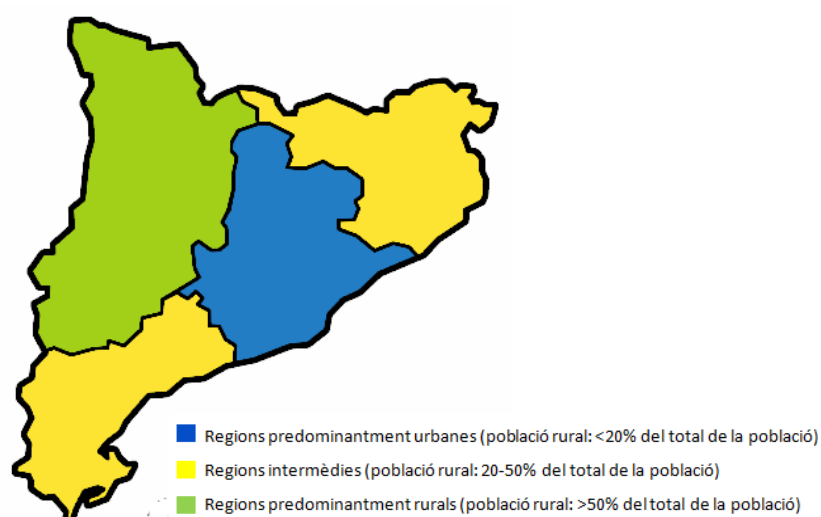 Regions predominantment urbanes (població rural: <20% del total de la població)
Regions intermèdies (població rural: 20-50% del total de la població)
Regions predominantment rurals (població rural: >50% del total de la població)